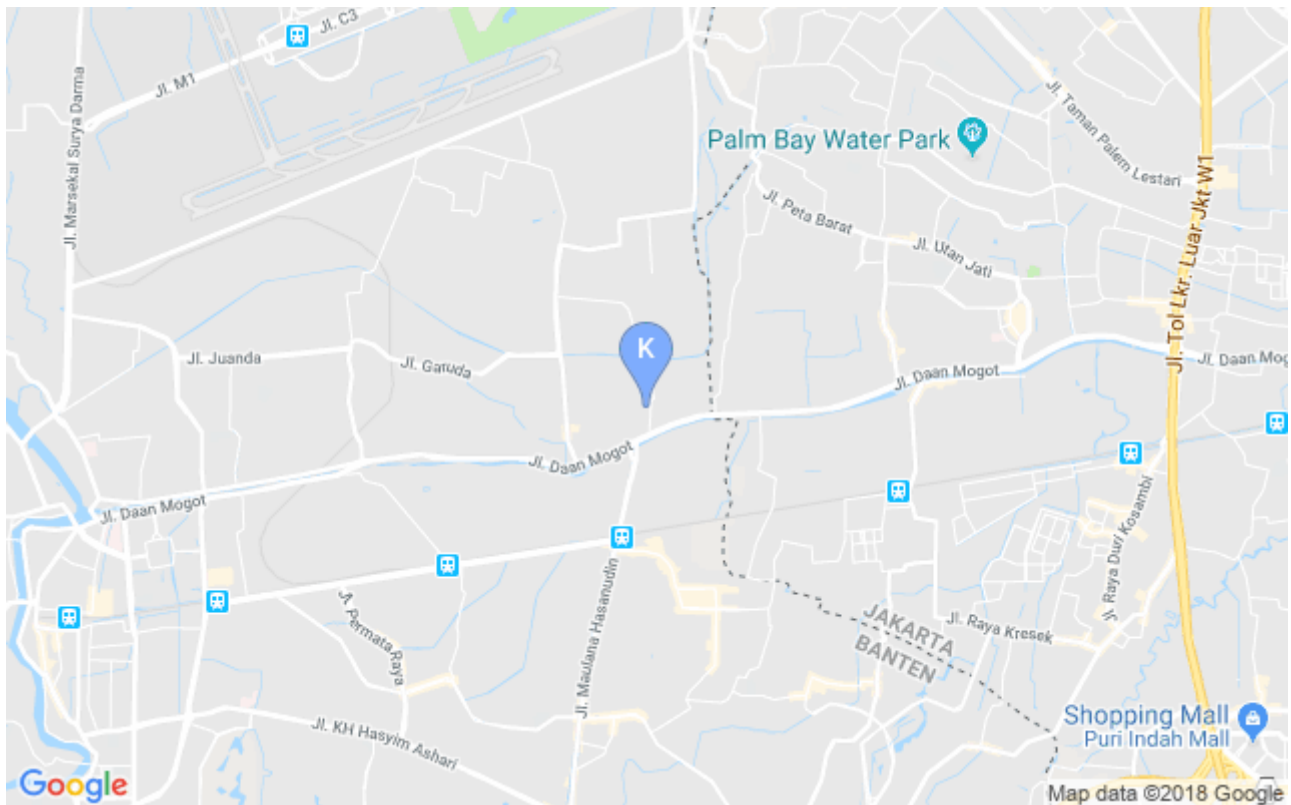 Jl. C3
Jl. M1
Jl. Marsekal Surya Darma
Palm Bay Water Park
Jl. Taman Palem Lestari
Jl. Peta Barat
Jl. Utan Jati
Jl. Tol Lkr. Luar Jkt W1
K
Jl. Juanda
Jl. Garuda
Jl. Daan Mogot
Jl. Daan Mog
Jl. Daan Mogot
Jl. Daan Mogot
Jl. Raya Duri Kosambi
Jl. Permata Raya
Jl. Maulana Hasanudin
Jl. Raya Kresek
JAKARTA
BANTEN
Jl. KH Hasyim Ashari
Shopping Mall
Puri Indah Mall
Google
Map data ©2018 Google